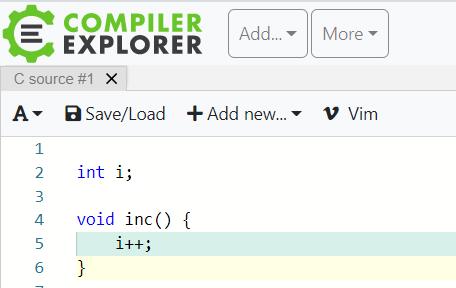 COMPILER
EXPLORER
Add...
More
C source #1
A
Save/Load
Add new...
Vim
1
2 int i;
3
4 void inc() {
5 i++;
6 }